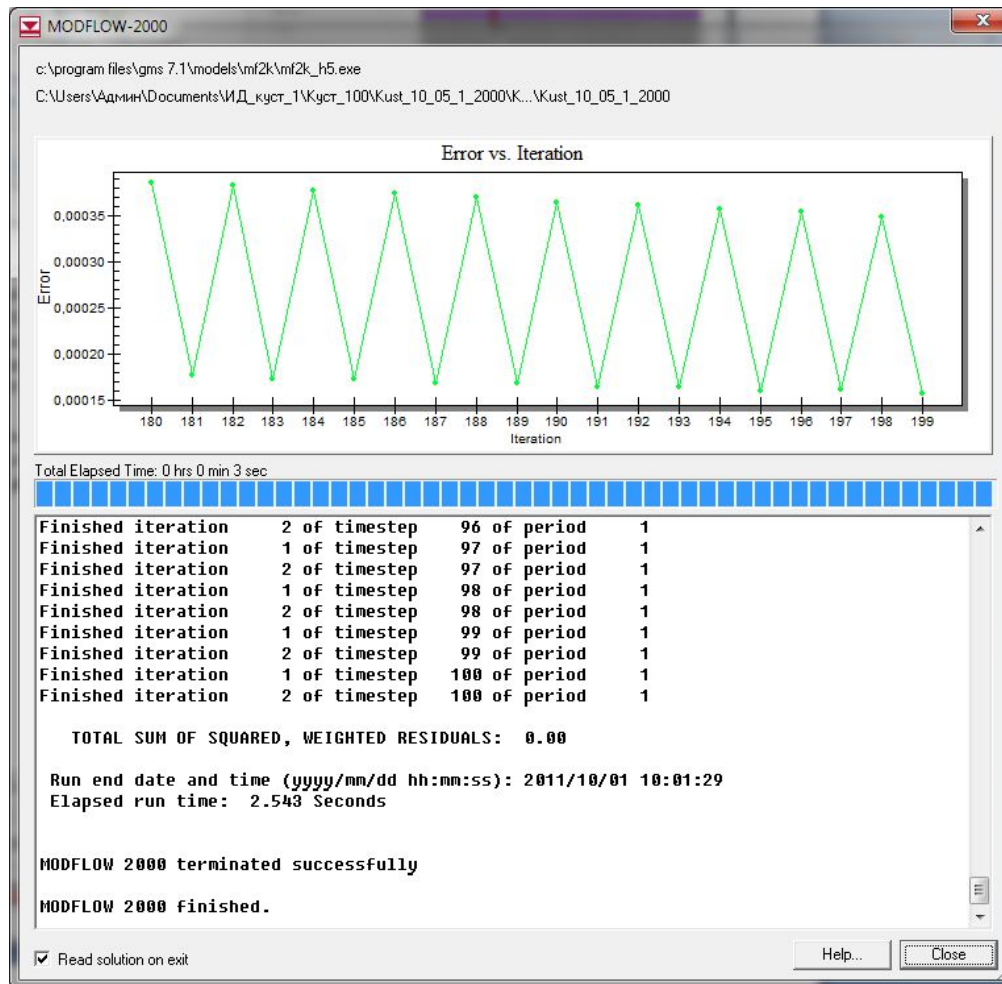 MODFLOW-2000
c:\program files\gms 7.1\models\mf2k\mf2k_h5.exe
C:\Users\Админ\Documents\ИД_куст_1\Куст_100\Kust_10_05_1_2000\K...\Kust_10_05_1_2000
Error vs. Iteration
0,00035
0,00030
0,00025
0,00020
0,00015
Error
180 181 182 183 184 185 186 187 188 189 190 191 192 193 194 195 196 197 198 199
Iteration
Total Elapsed Time: 0 hrs 0 min 3 sec
Finished iteration 2 of timestep 96 of period 1
Finished iteration 1 of timestep 97 of period 1
Finished iteration 2 of timestep 97 of period 1
Finished iteration 1 of timestep 98 of period 1
Finished iteration 2 of timestep 98 of period 1
Finished iteration 1 of timestep 99 of period 1
Finished iteration 2 of timestep 99 of period 1
Finished iteration 1 of timestep 100 of period 1
Finished iteration 2 of timestep 100 of period 1
TOTAL SUM OF SQUARED, WEIGHTED RESIDUALS: 0.00
Run end date and time (yyyy/mm/dd hh:mm:ss): 2011/10/01 10:01:29
Elapsed run time: 2.543 Seconds
MODFLOW 2000 terminated successfully
MODFLOW 2000 finished.
Read solution on exit
Help...
Close